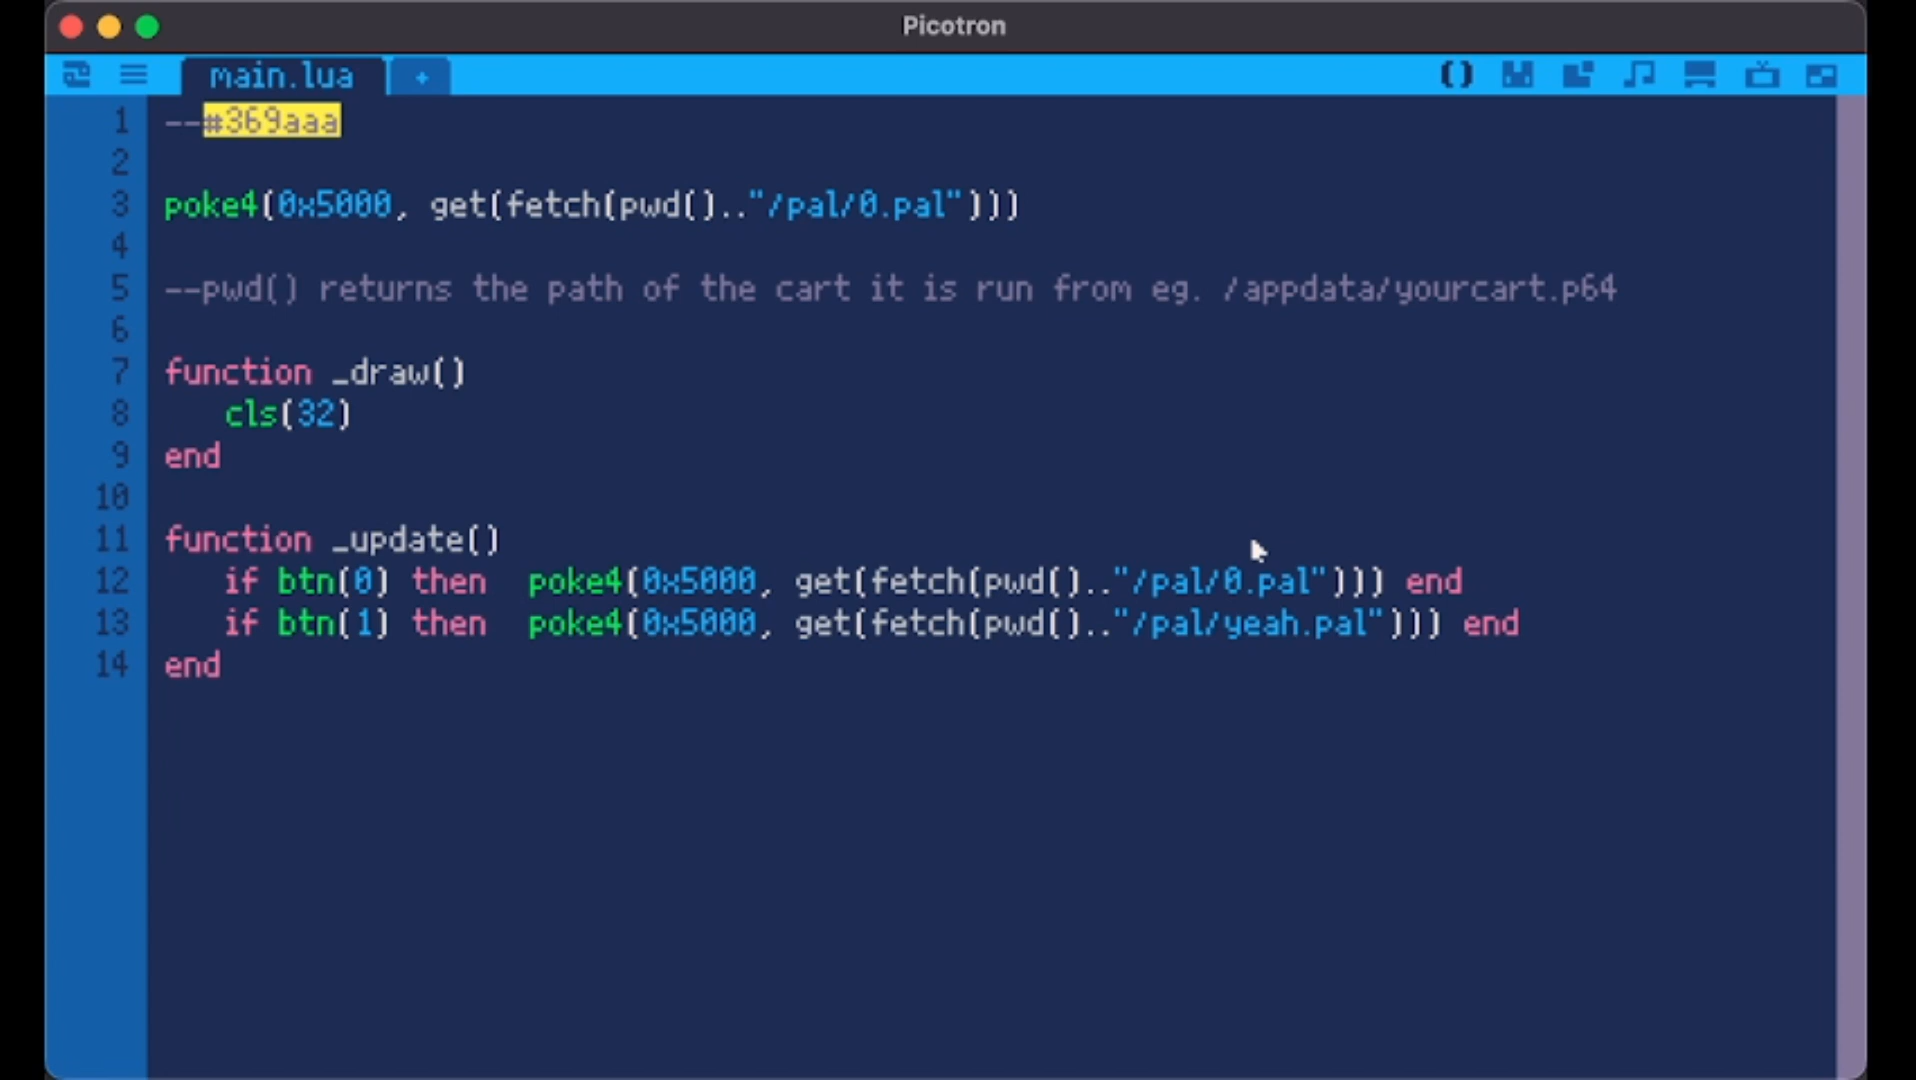 Picotron
main.lua +
1 --#369aaa
2
3 poke4(0x5000, get(fetch(pwd().."/pal/0.pal")))
4
5 --pwd() returns the path of the cart it is run from eg. /appdata/yourcart.p64
6
7 function _draw()
8 cls(32)
9 end
10
11 function _update()
12 if btn(0) then poke4(0x5000, get(fetch(pwd().."/pal/0.pal"))) end
13 if btn(1) then poke4(0x5000, get(fetch(pwd().."/pal/yeah.pal"))) end
14 end